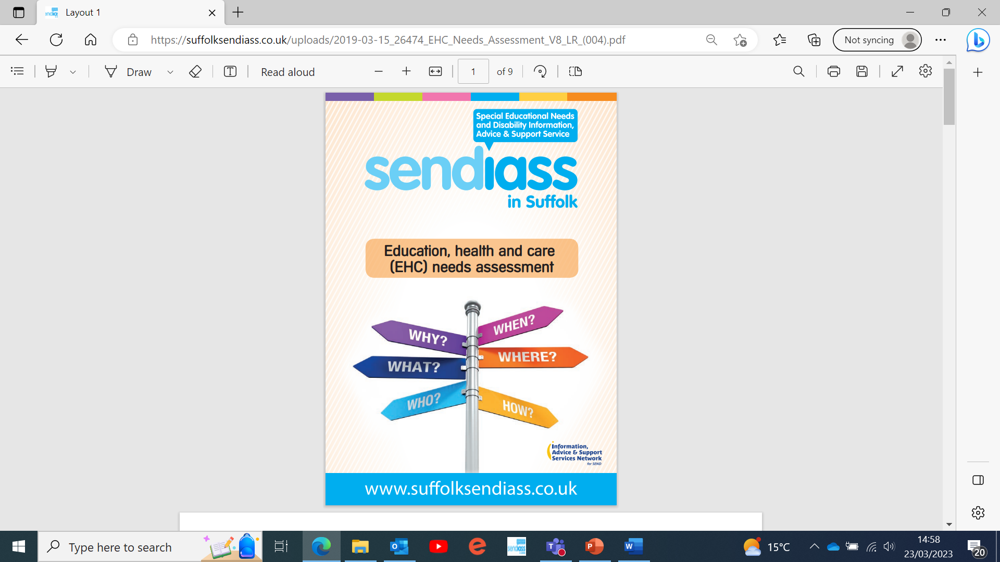 Layout 1
https://suffolksendiass.co.uk/uploads/2019-03-15_26474_EHC_Needs_Assessment_V8_LR_(004).pdf
Not syncing
Draw
Read aloud
1
of 9
Special Educational Needs
and Disability Information,
Advice & Support Service
sendiass
in Suffolk
Education, health and care
(EHC) needs assessment
WHEN?
WHY?
WHERE?
WHAT?
WHO?
HOW?
Information,
Advice & Support
Services Network
for SEND
www.suffolksendiass.co.uk
Type here to search
15°C
14:58
23/03/2023
20